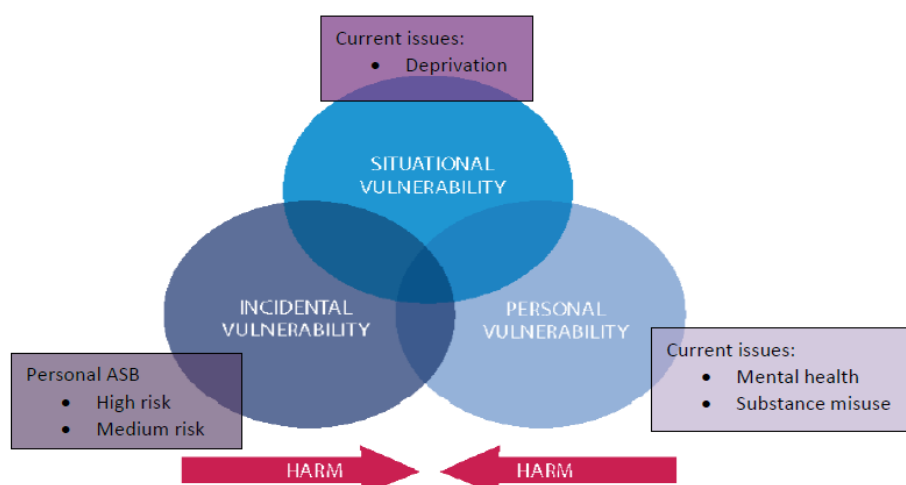 Current issues:
• Deprivation
SITUATIONAL
VULNERABILITY
INCIDENTAL
VULNERABILITY
PERSONAL
VULNERABILITY
Personal ASB
• High risk
• Medium risk
Current issues:
• Mental health
• Substance misuse
HARM
HARM